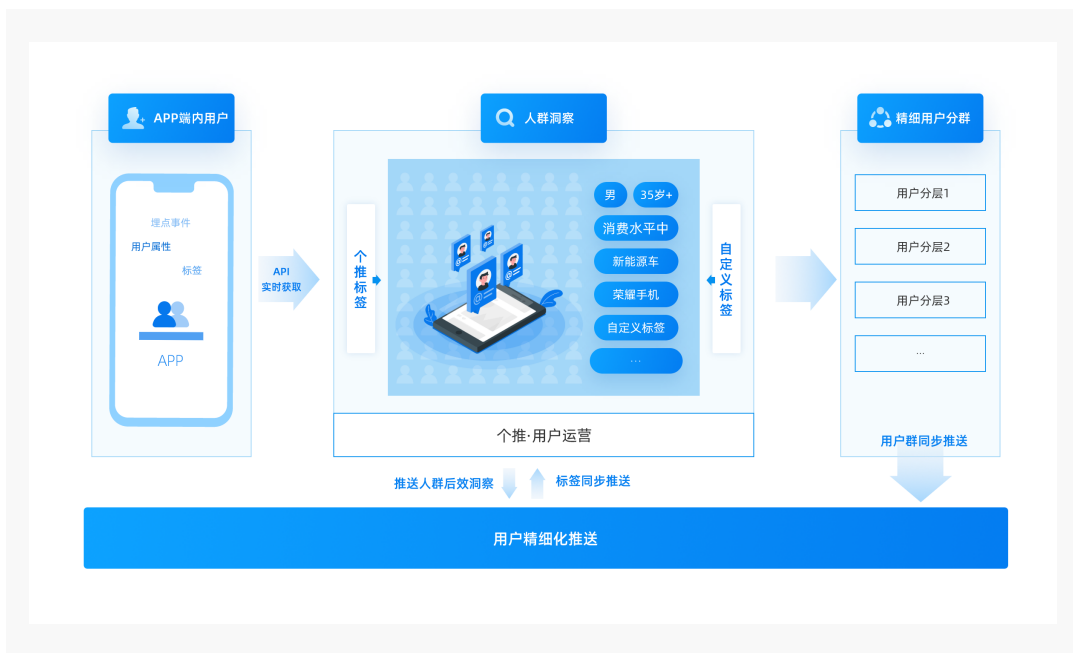 APP端内用户
埋点事件
用户属性
标签
APP
API
实时获取
人群洞察
个推标签
男
35岁+
消费水平中
新能源车
荣耀手机
自定义标签
...
自定义标签
个推·用户运营
精细用户分群
用户分层1
用户分层2
用户分层3
...
用户群同步推送
推送人群后效洞察
标签同步推送
用户精细化推送